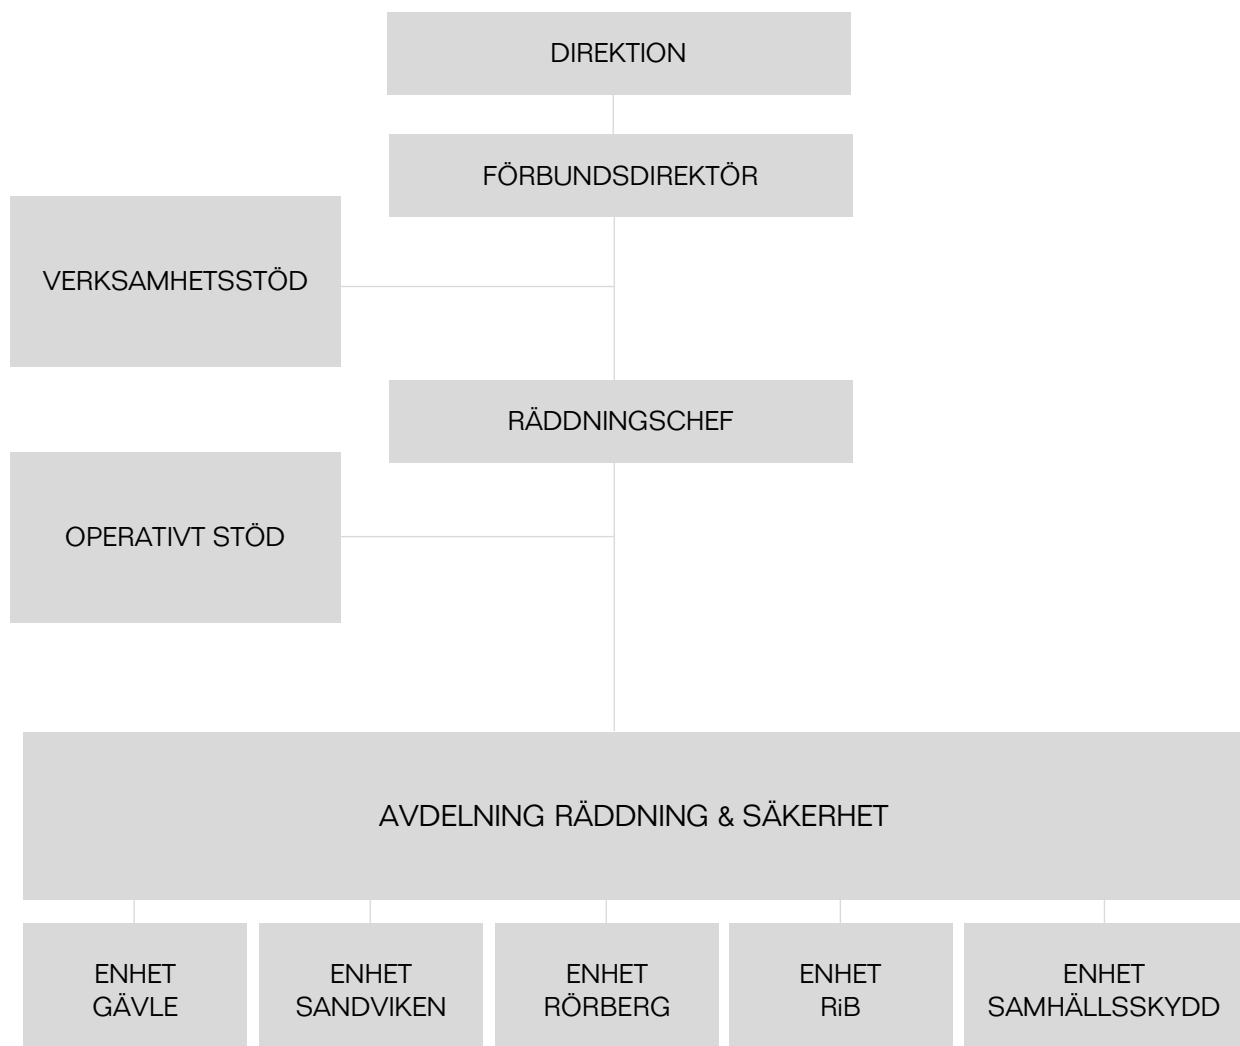 DIREKTION
FÖRBUNDSDIREKTÖR
VERKSAMHETSSTÖD
RÄDDNINGSCHEF
OPERATIVT STÖD
AVDELNING RÄDDNING & SÄKERHET
ENHET
GÄVLE
ENHET
SANDVIKEN
ENHET
RÖRBERG
ENHET
RiB
ENHET
SAMHÄLLSSKYDD